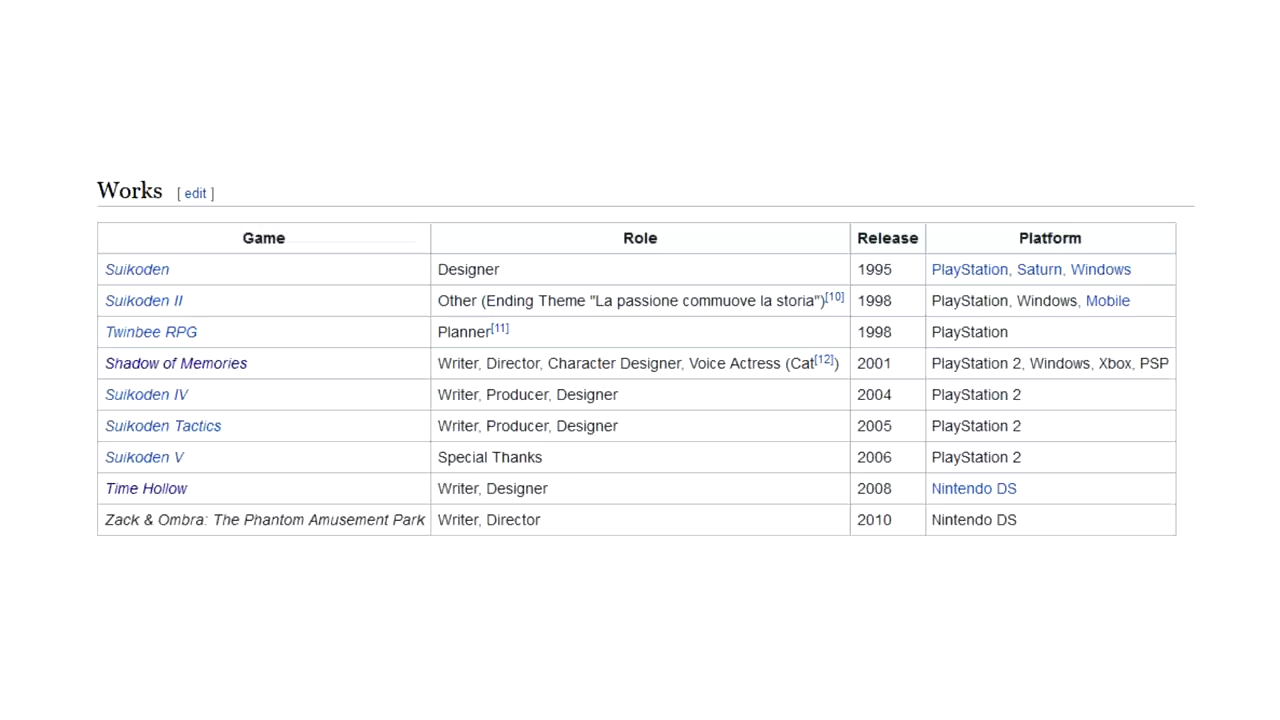 Works [ edit ]
Game Role Release Platform
Suikoden Designer 1995 PlayStation, Saturn, Windows
Suikoden II Other (Ending Theme "La passione commuove la storia")[10] 1998 PlayStation, Windows, Mobile
Twinbee RPG Planner[11] 1998 PlayStation
Shadow of Memories Writer, Director, Character Designer, Voice Actress (Cat[12]) 2001 PlayStation 2, Windows, Xbox, PSP
Suikoden IV Writer, Producer, Designer 2004 PlayStation 2
Suikoden Tactics Writer, Producer, Designer 2005 PlayStation 2
Suikoden V Special Thanks 2006 PlayStation 2
Time Hollow Writer, Designer 2008 Nintendo DS
Zack & Ombra: The Phantom Amusement Park Writer, Director 2010 Nintendo DS